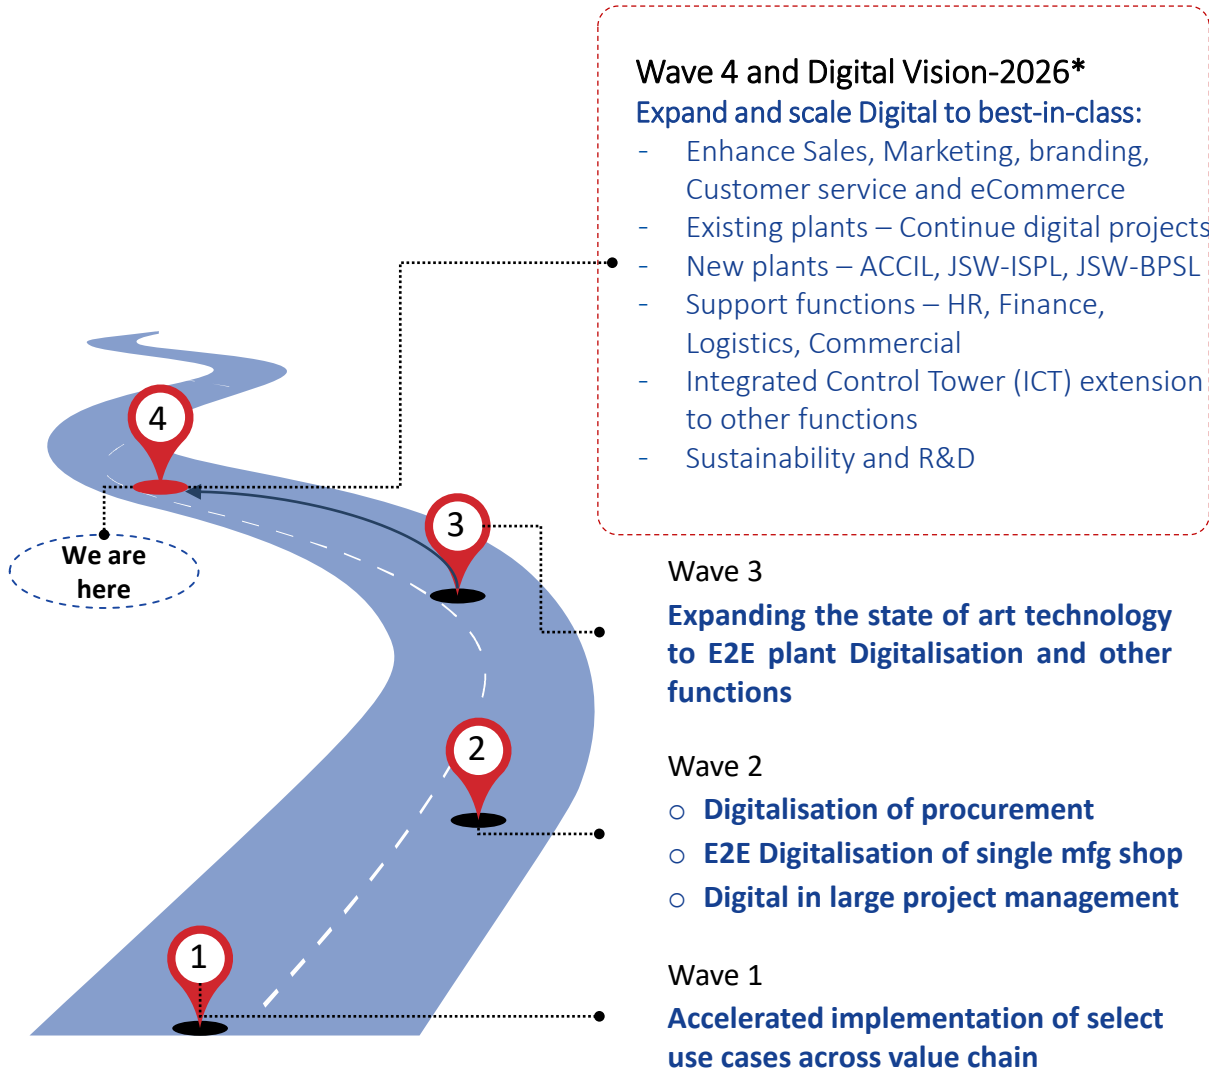 Wave 4 and Digital Vision-2026*
Expand and scale Digital to best-in-class:
- Enhance Sales, Marketing, branding,
Customer service and eCommerce
- Existing plants – Continue digital projects
- New plants – ACCIL, JSW-ISPL, JSW-BPSL
- Support functions – HR, Finance,
Logistics, Commercial
- Integrated Control Tower (ICT) extension
to other functions
- Sustainability and R&D
4
3
We are
here
Wave 3
Expanding the state of art technology
to E2E plant Digitalisation and other
functions
2
Wave 2
o Digitalisation of procurement
o E2E Digitalisation of single mfg shop
o Digital in large project management
1
Wave 1
Accelerated implementation of select
use cases across value chain